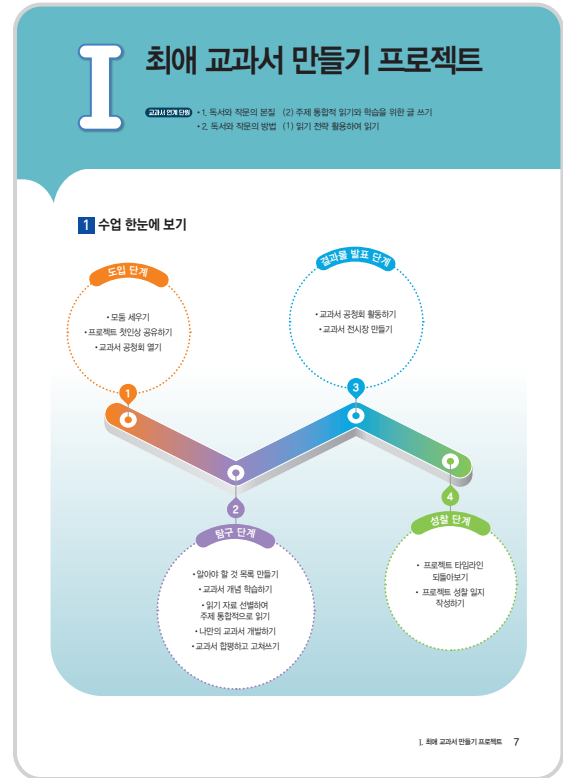 I
최애 교과서 만들기 프로젝트
교과서 연계 단원 • 1. 독서와 작문의 본질 (2) 주제 통합적 읽기와 학습을 위한 글 쓰기
• 2. 독서와 작문의 방법 (1) 읽기 전략 활용하여 읽기
1 수업 한눈에 보기
도입 단계
• 모둠 세우기
• 프로젝트 첫인상 공유하기
• 교과서 공청회 열기
1
2
탐구 단계
• 알아야 할 것 목록 만들기
• 교과서 개념 학습하기
• 읽기 자료 선별하여
주제 통합적으로 읽기
• 나만의 교과서 개발하기
• 교과서 합평하고 고쳐쓰기
결과물 발표 단계
• 교과서 공청회 활동하기
• 교과서 전시장 만들기
3
4
성찰 단계
• 프로젝트 타임라인
되돌아보기
• 프로젝트 성찰 일지
작성하기
I. 최애 교과서 만들기 프로젝트 7